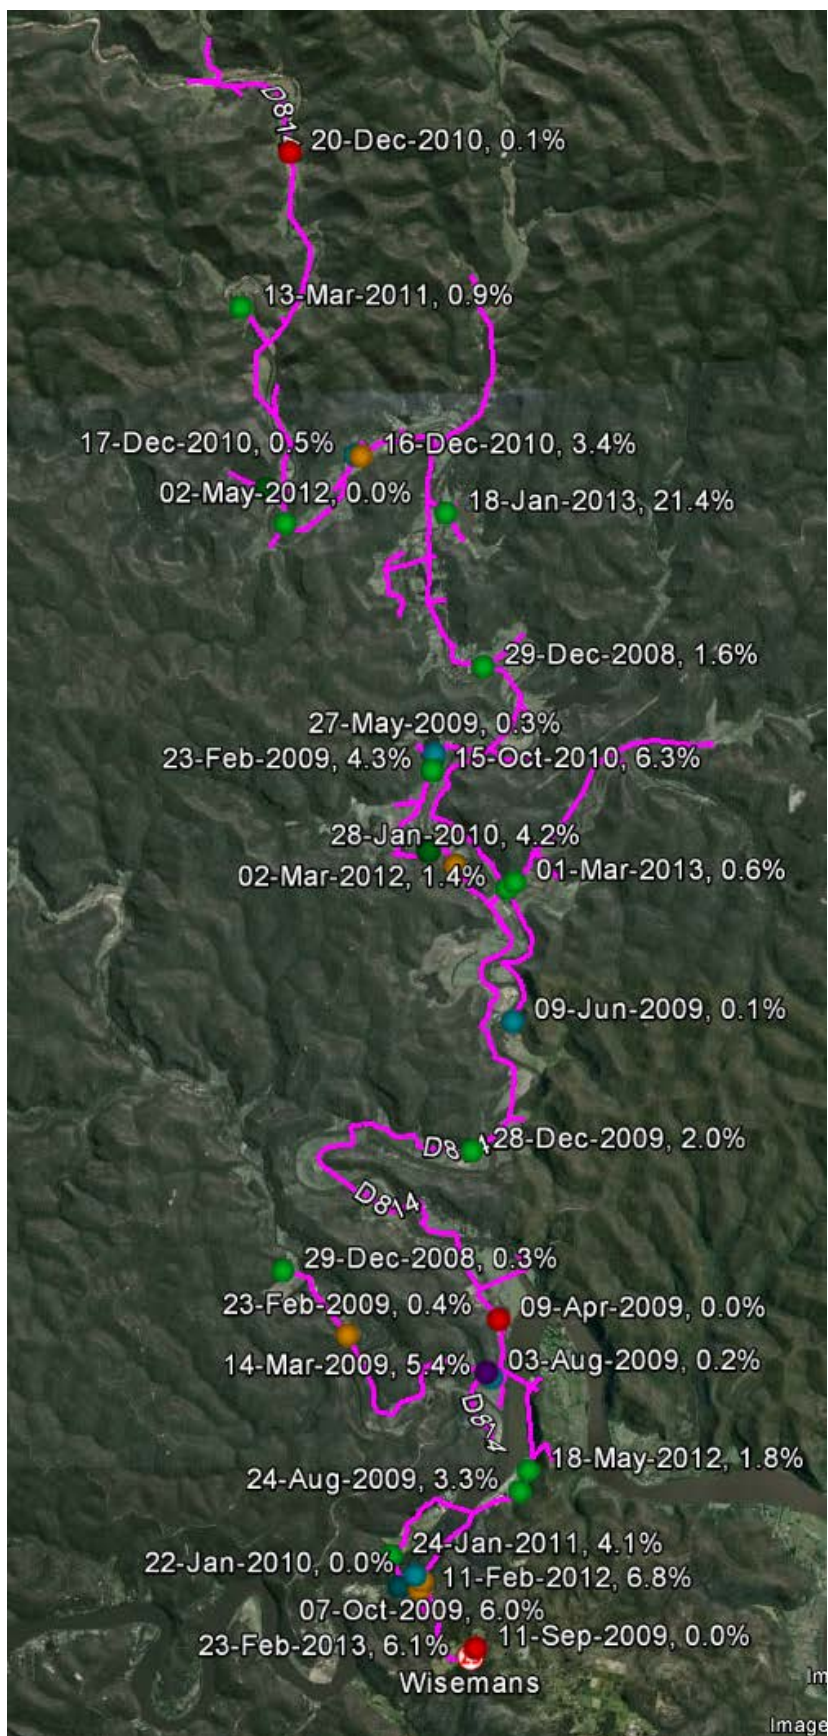 D814
20-Dec-2010, 0.1%
13-Mar-2011, 0.9%
17-Dec-2010, 0.5%
16-Dec-2010, 3.4%
02-May-2012, 0.0%
18-Jan-2013, 21.4%
29-Dec-2008, 1.6%
27-May-2009, 0.3%
23-Feb-2009, 4.3%
15-Oct-2010, 6.3%
28-Jan-2010, 4.2%
02-Mar-2012, 1.4%
01-Mar-2013, 0.6%
09-Jun-2009, 0.1%
28-Dec-2009, 2.0%
D814
29-Dec-2008, 0.3%
23-Feb-2009, 0.4%
09-Apr-2009, 0.0%
14-Mar-2009, 5.4%
03-Aug-2009, 0.2%
D814
18-May-2012, 1.8%
24-Aug-2009, 3.3%
24-Jan-2011, 4.1%
22-Jan-2010, 0.0%
11-Feb-2012, 6.8%
07-Oct-2009, 6.0%
23-Feb-2013, 6.1%
11-Sep-2009, 0.0%
Wisemans
Im
Image